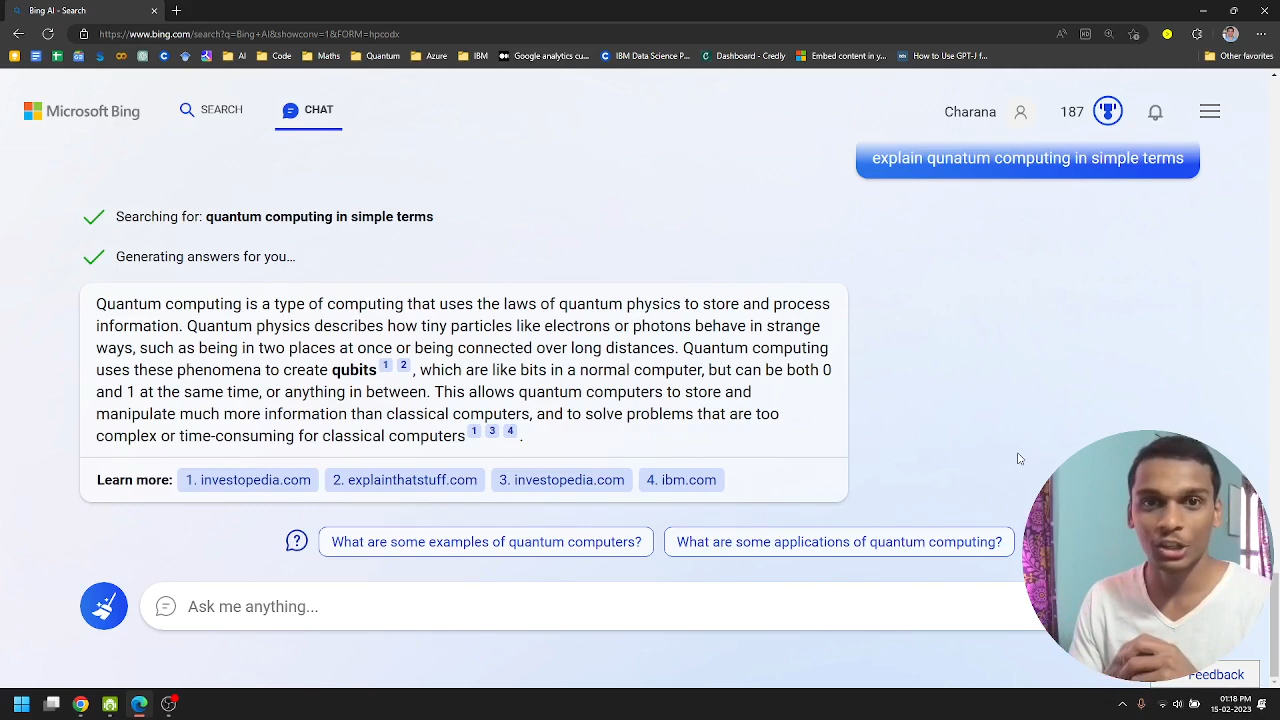 Bing AI - Search
https://www.bing.com/search?q=Bing+AI&showconv=1&FORM=hpcodx
AI
Code
Maths
Quantum
Azure
IBM
Google analytics cu...
IBM Data Science P...
Dashboard - Credly
Embed content in y...
How to Use GPT-J f...
Other favorites
Microsoft Bing
SEARCH
CHAT
Charana
187
explain qunatum computing in simple terms
Searching for: quantum computing in simple terms
Generating answers for you...
Quantum computing is a type of computing that uses the laws of quantum physics to store and process
information. Quantum physics describes how tiny particles like electrons or photons behave in strange
ways, such as being in two places at once or being connected over long distances. Quantum computing
uses these phenomena to create qubits 1 2 , which are like bits in a normal computer, but can be both 0
and 1 at the same time, or anything in between. This allows quantum computers to store and
manipulate much more information than classical computers, and to solve problems that are too
complex or time-consuming for classical computers 1 3 4 .
Learn more: 1. investopedia.com 2. explainthatstuff.com 3. investopedia.com 4. ibm.com
What are some examples of quantum computers?
What are some applications of quantum computing?
Ask me anything...
Feedback
01:18 PM
15-02-2023